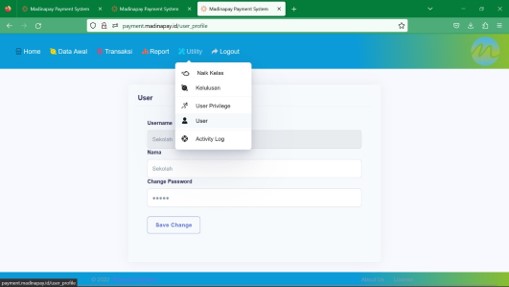 Madinapay Payment System
Madinapay Payment System
Madinapay Payment System
payment.madinapay.id/user_profile
Home
Data Awal
Transaksi
Report
Utility
Logout
Naik Kelas
Kelulusan
User Privilege
User
Activity Log
User
Username
Sekolah
Nama
Sekolah
Change Password
Save Change
payment.madinapay.id/user_profile